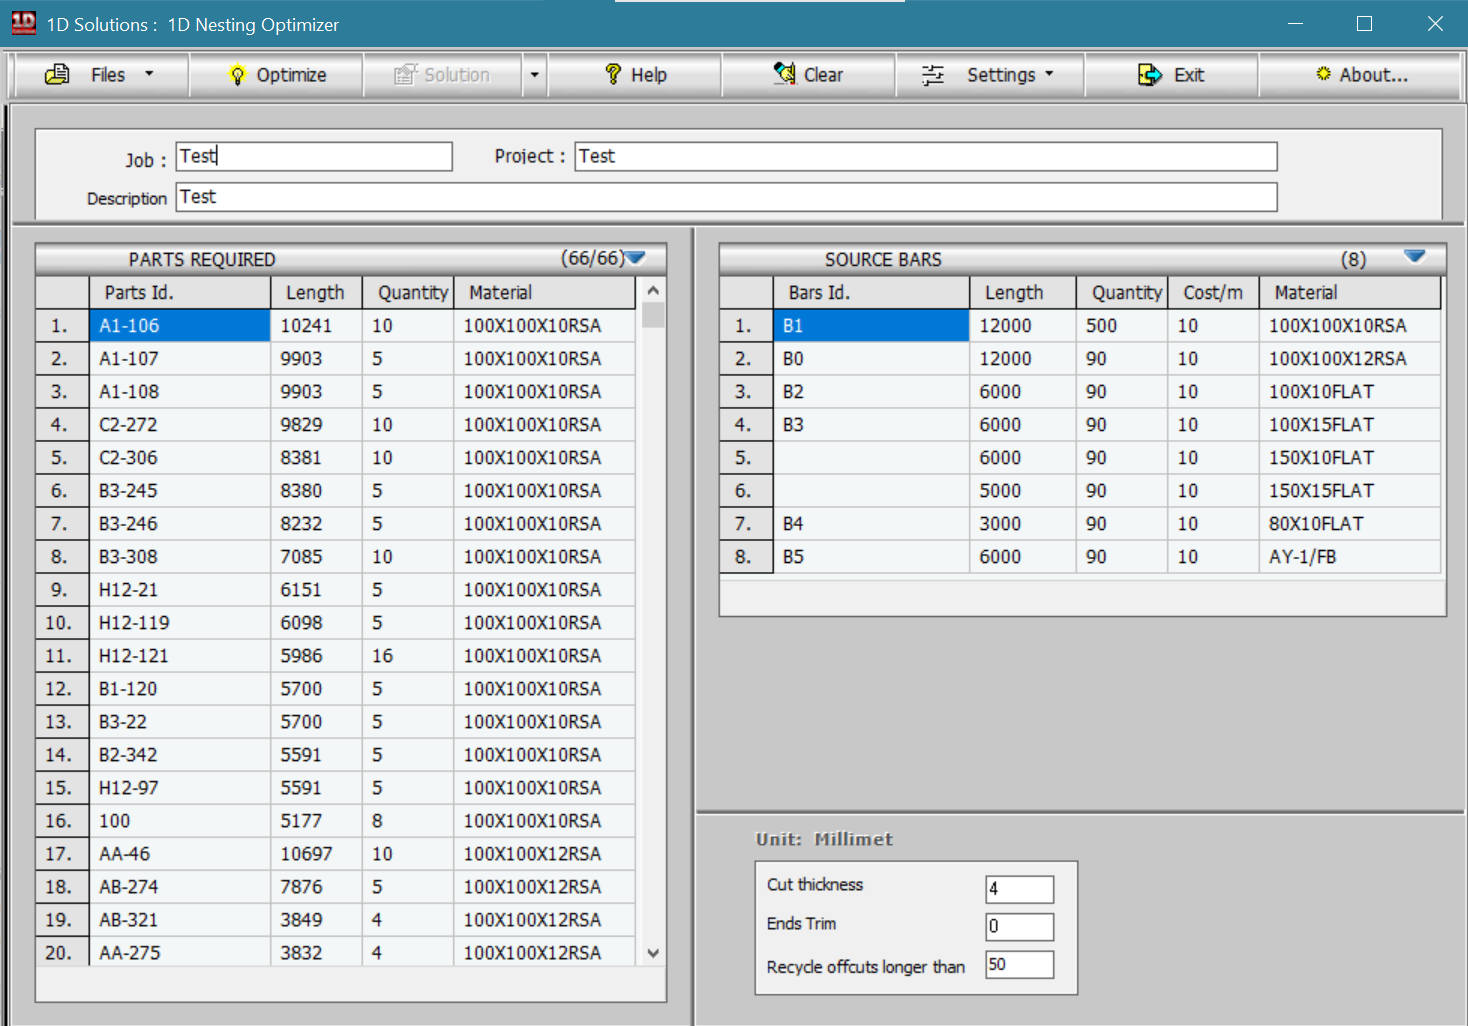 1D Solutions : 1D Nesting Optimizer
Files Optimize Solution Help Clear Settings Exit About...
Job : Test Project : Test
Description Test
PARTS REQUIRED (66/66)
Parts Id. Length Quantity Material
1. A1-106 10241 10 100X100X10RSA
2. A1-107 9903 5 100X100X10RSA
3. A1-108 9903 5 100X100X10RSA
4. C2-272 9829 10 100X100X10RSA
5. C2-306 8381 10 100X100X10RSA
6. B3-245 8380 5 100X100X10RSA
7. B3-246 8232 5 100X100X10RSA
8. B3-308 7085 10 100X100X10RSA
9. H12-21 6151 5 100X100X10RSA
10. H12-119 6098 5 100X100X10RSA
11. H12-121 5986 16 100X100X10RSA
12. B1-120 5700 5 100X100X10RSA
13. B3-22 5700 5 100X100X10RSA
14. B2-342 5591 5 100X100X10RSA
15. H12-97 5591 5 100X100X10RSA
16. 100 5177 8 100X100X10RSA
17. AA-46 10697 10 100X100X12RSA
18. AB-274 7876 5 100X100X12RSA
19. AB-321 3849 4 100X100X12RSA
20. AA-275 3832 4 100X100X12RSA
SOURCE BARS (8)
Bars Id. Length Quantity Cost/m Material
1. B1 12000 500 10 100X100X10RSA
2. B0 12000 90 10 100X100X12RSA
3. B2 6000 90 10 100X10FLAT
4. B3 6000 90 10 100X15FLAT
5. 6000 90 10 150X10FLAT
6. 5000 90 10 150X15FLAT
7. B4 3000 90 10 80X10FLAT
8. B5 6000 90 10 AY-1/FB
Unit: Millimet
Cut thickness 4
Ends Trim 0
Recycle offcuts longer than 50